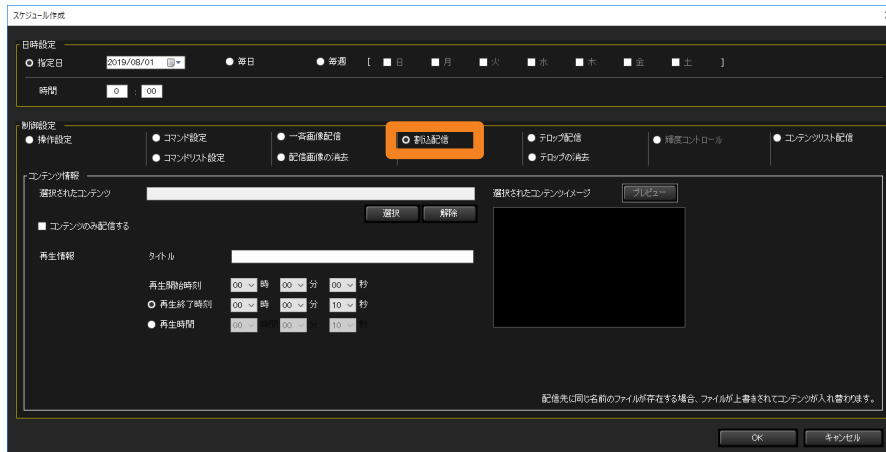 スケジュール作成
日時設定
指定日 2019/08/01 毎日 毎週 [ 日 月 火 水 木 金 土 ]
時間 0 : 00
制御設定
操作設定 コマンド設定 一斉画像配信 割込配信 テロップ配信 輝度コントロール コンテンツリスト配信
コマンドリスト設定 配信画像の消去 テロップの消去
コンテンツ情報
選択されたコンテンツ 選択されたコンテンツイメージ プレビュー
選択 解除
コンテンツのみ配信する
再生情報 タイトル
再生開始時刻 00 時 00 分 00 秒
再生終了時刻 00 時 00 分 10 秒
再生時間 00 時間 00 分 10 秒
配信先に同じ名前のファイルが存在する場合、ファイルが上書きされてコンテンツが入れ替わります。
OK キャンセル